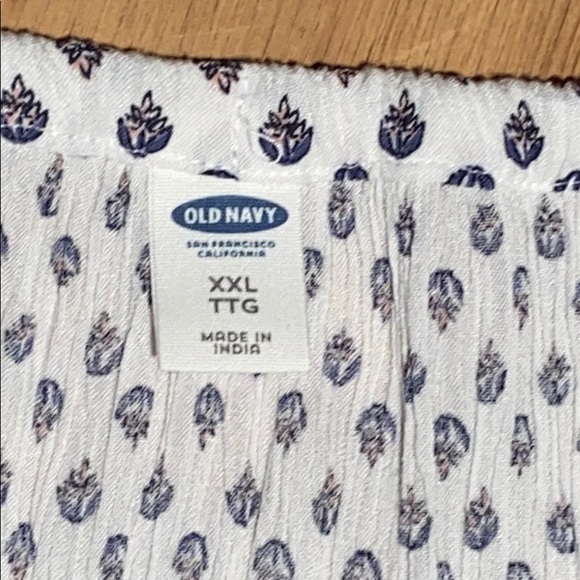 OLD NAVY
SAN FRANCISCO
CALIFORNIA
XXL
TTG
MADE IN
INDIA